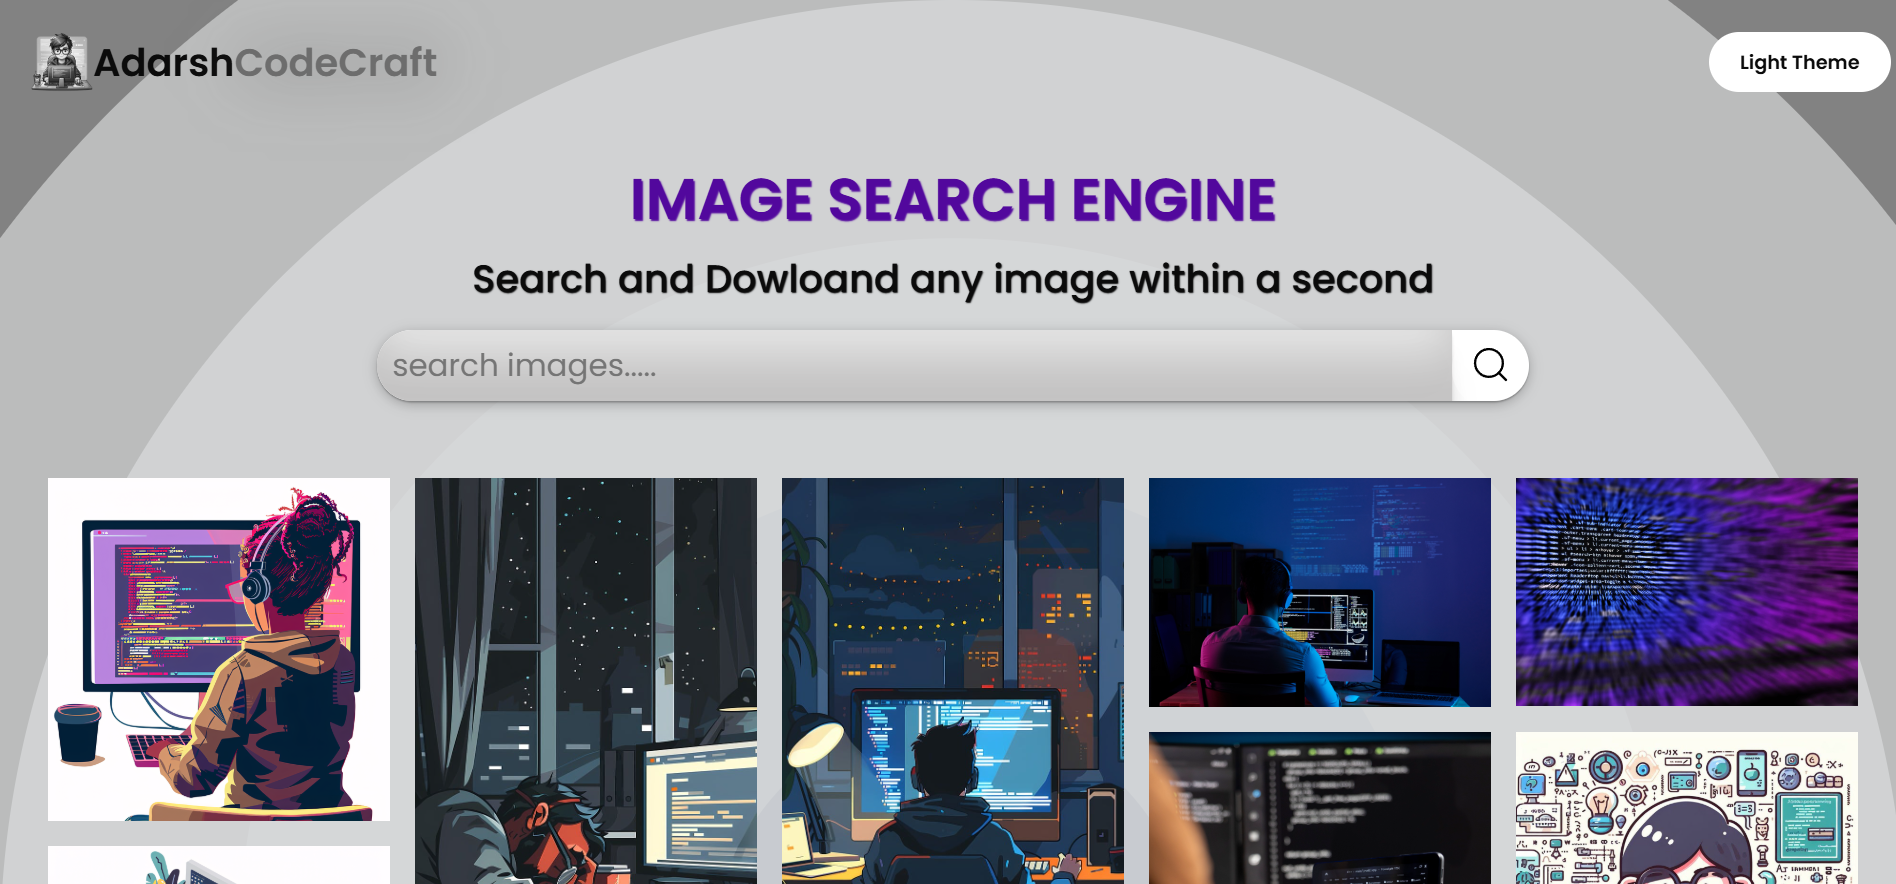 AdarshCodeCraft
Light Theme
IMAGE SEARCH ENGINE
Search and Dowloand any image within a second
search images.....